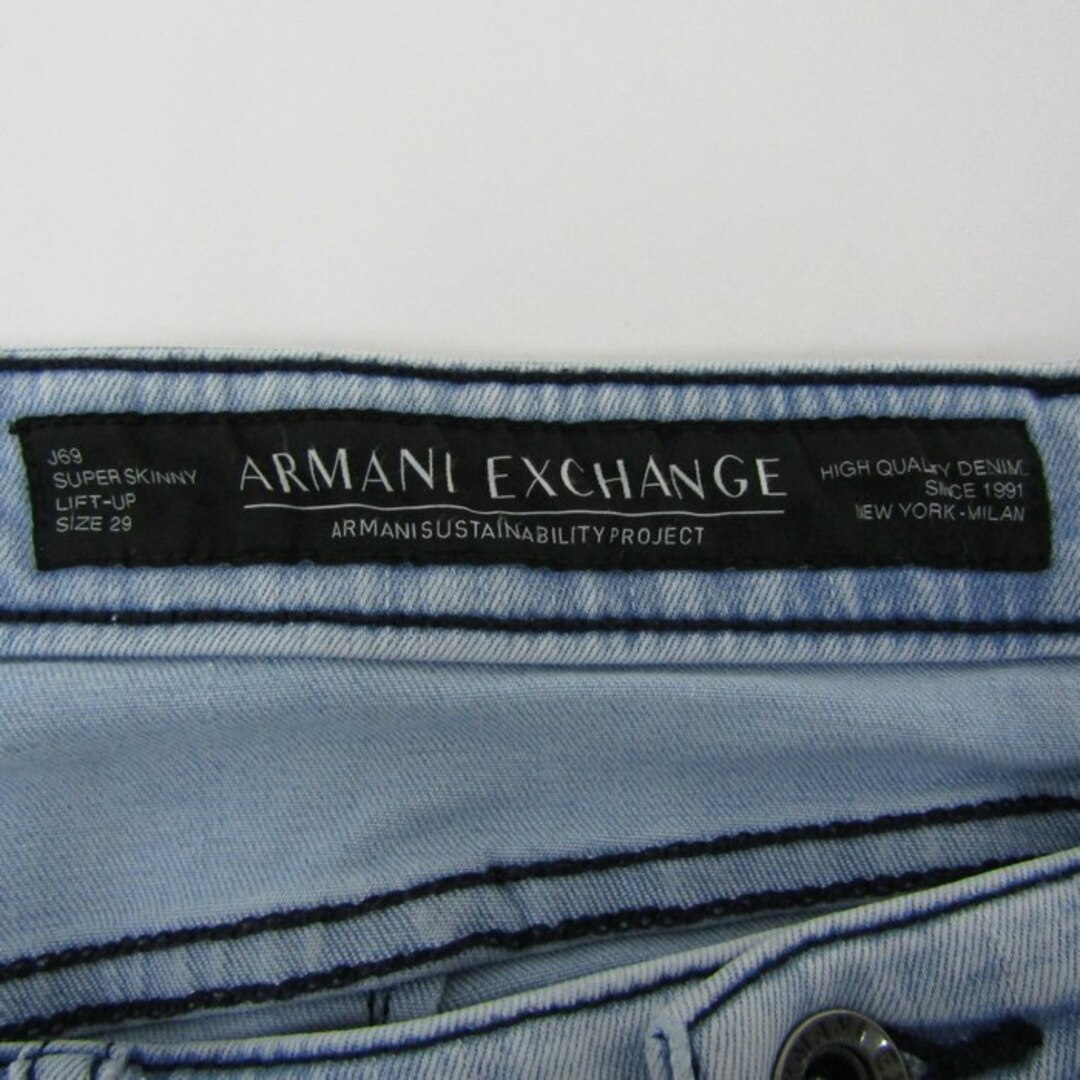 J69
SUPER SKINNY
LIFT-UP
SIZE 29
ARMANI EXCHANGE
ARMANI SUSTAINABILITY PROJECT
HIGH QUALITY DENIM
SINCE 1991
NEW YORK - MILAN